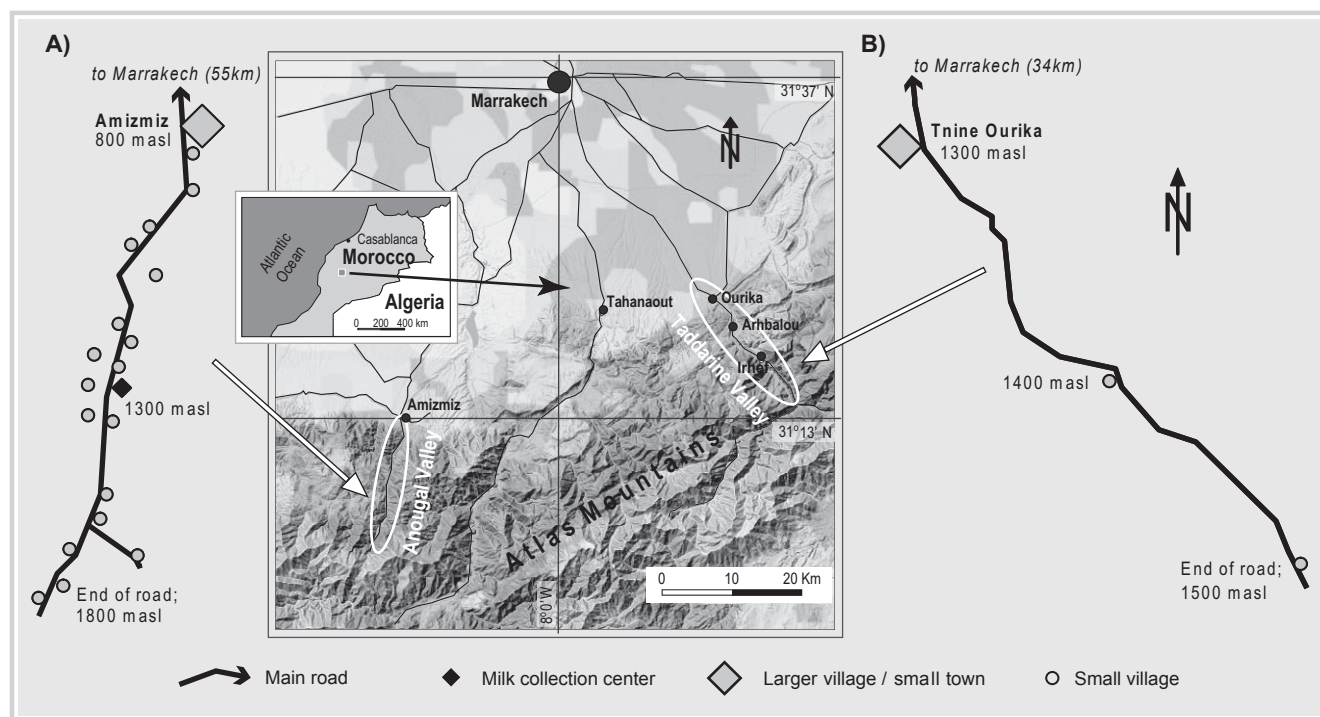 A)
to Marrakech (55km)
Amizmiz
800 masl
1300 masl
End of road;
1800 masl
Marrakech
31°37' N
N
Atlantic
Ocean
Casablanca
Morocco
Algeria
0 200 400 km
Tahanaout
Ourika
Arhbalou
Irhef
Taddarine Valley
Amizmiz
31°13' N
Anougal Valley
Atlas Mountains
0 10 20 Km
8°0.0'W
B)
to Marrakech (34km)
Tnine Ourika
1300 masl
N
1400 masl
End of road;
1500 masl
Main road
Milk collection center
Larger village / small town
Small village